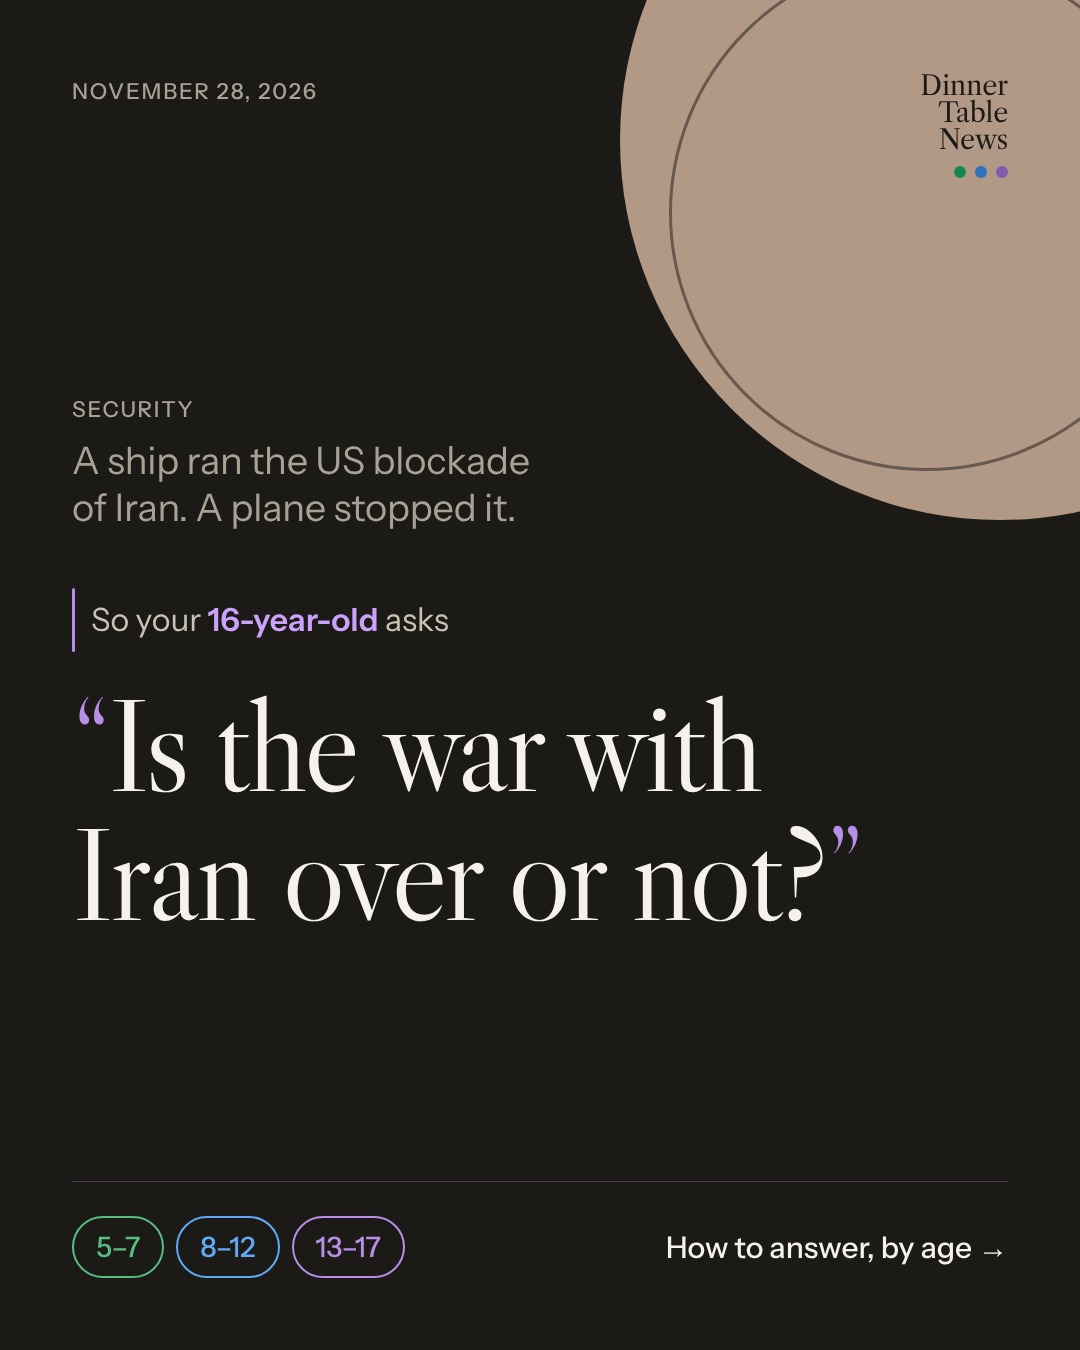 NOVEMBER 28, 2026
Dinner
Table
News
SECURITY
A ship ran the US blockade
of Iran. A plane stopped it.
So your 16-year-old asks
“Is the war with
Iran over or not?”
5–7
8–12
13–17
How to answer, by age →